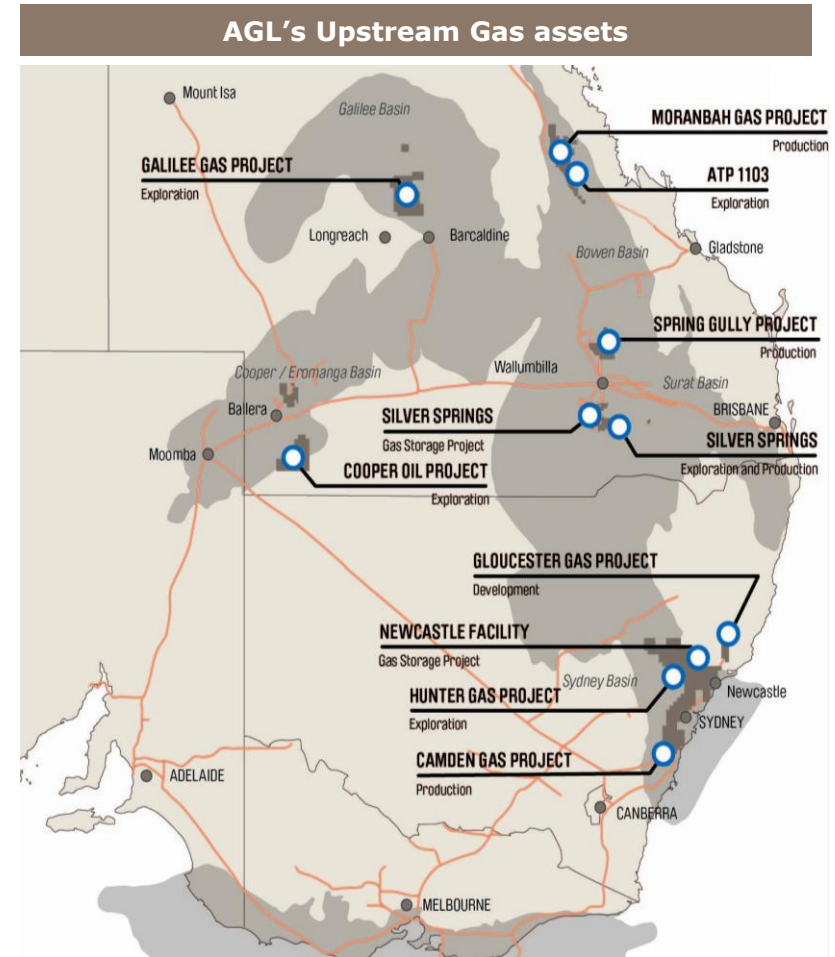 AGL's Upstream Gas assets
Mount Isa
Galilee Basin
MORANBAH GAS PROJECT
Production
GALILEE GAS PROJECT
Exploration
ATP 1103
Exploration
Longreach
Barcaldine
Bowen Basin
Gladstone
SPRING GULLY PROJECT
Production
Cooper / Eromanga Basin
Wallumbilla
Surat Basin
Ballera
SILVER SPRINGS
Gas Storage Project
BRISBANE
SILVER SPRINGS
Exploration and Production
Moomba
COOPER OIL PROJECT
Exploration
GLOUCESTER GAS PROJECT
Development
NEWCASTLE FACILITY
Gas Storage Project
Sydney Basin
Newcastle
HUNTER GAS PROJECT
Exploration
SYDNEY
CAMDEN GAS PROJECT
Production
ADELAIDE
CANBERRA
MELBOURNE